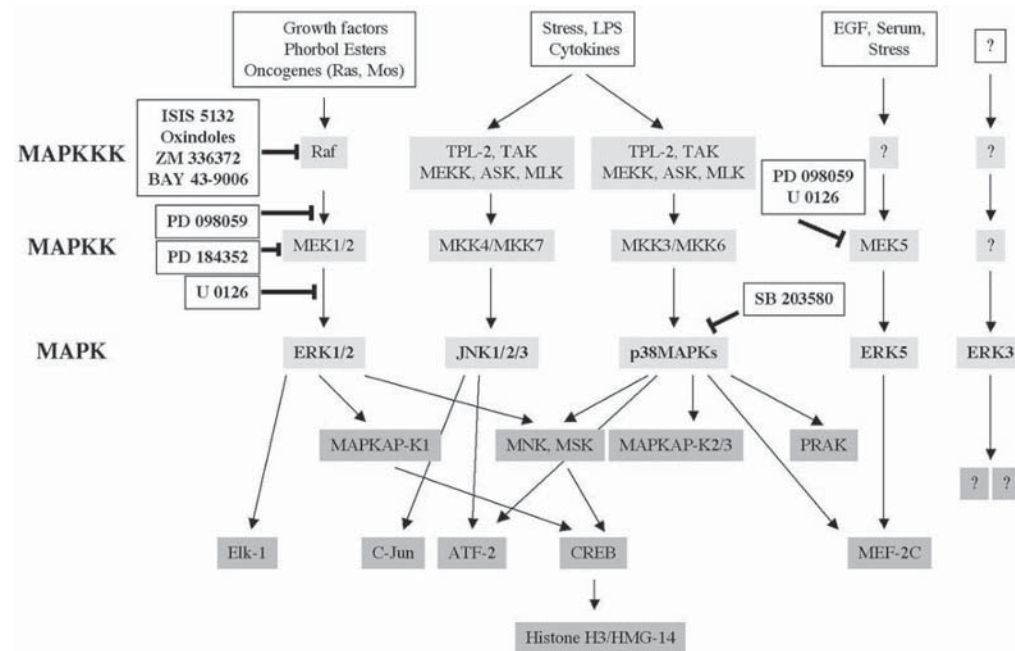 Growth factors
Phorbol Esters
Oncogenes (Ras, Mos)
Stress, LPS
Cytokines
EGF, Serum,
Stress
?
ISIS 5132
Oxindoles
ZM 336372
BAY 43-9006
MAPKKK
Raf
TPL-2, TAK
MEKK, ASK, MLK
TPL-2, TAK
MEKK, ASK, MLK
?
?
PD 098059
U 0126
PD 098059
MAPKK
MEK1/2
MKK4/MKK7
MKK3/MKK6
MEK5
?
PD 184352
U 0126
SB 203580
MAPK
ERK1/2
JNK1/2/3
p38MAPKs
ERK5
ERK3
MAPKAP-K1
MNK, MSK
MAPKAP-K2/3
PRAK
? ?
Elk-1
C-Jun
ATF-2
CREB
MEF-2C
Histone H3/HMG-14